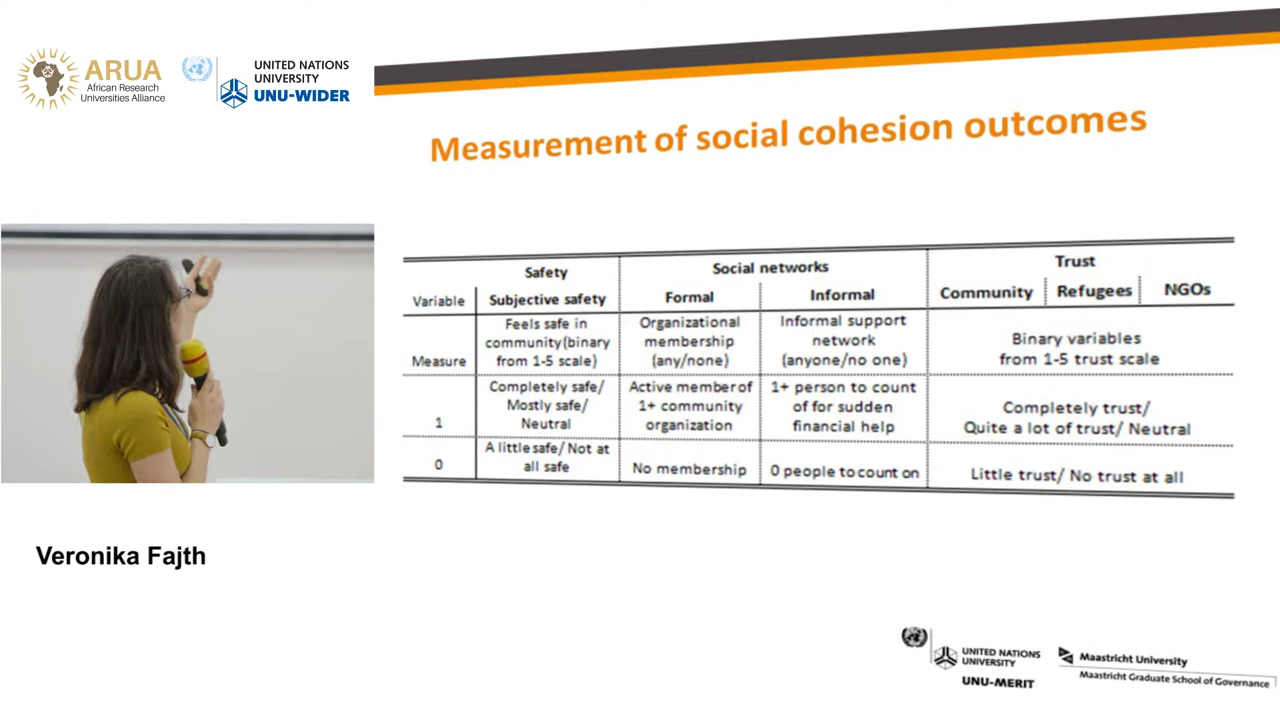 ARUA
African Research
Universities Alliance
UNITED NATIONS
UNIVERSITY
UNU-WIDER
Measurement of social cohesion outcomes
Safety
Social networks
Trust
Variable
Subjective safety
Formal
Informal
Community
Refugees
NGOs
Measure
Feels safe in
community (binary
from 1-5 scale)
Organizational
membership
(any/none)
Informal support
network
(anyone/no one)
Binary variables
from 1-5 trust scale
1
Completely safe/
Mostly safe/
Neutral
Active member of
1+ community
organization
1+ person to count
of for sudden
financial help
Completely trust/
Quite a lot of trust/ Neutral
0
A little safe/ Not at
all safe
No membership
0 people to count on
Little trust/ No trust at all
Veronika Fajth
UNITED NATIONS
UNIVERSITY
UNU-MERIT
Maastricht University
Maastricht Graduate School of Governance